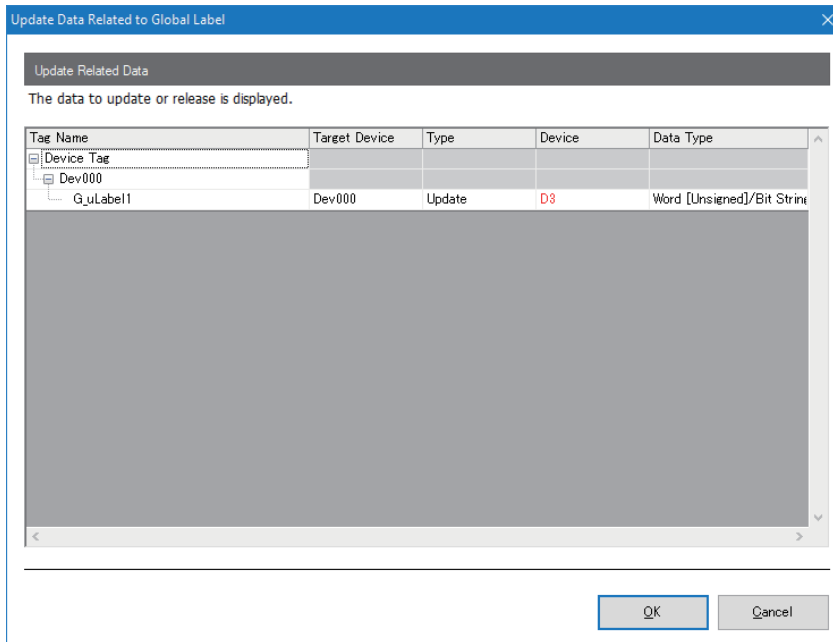 Update Data Related to Global Label
Update Related Data
The data to update or release is displayed.
Tag Name Target Device Type Device Data Type
Device Tag
Dev000
G_uLabel1 Dev000 Update D3 Word [Unsigned]/Bit String
OK Cancel